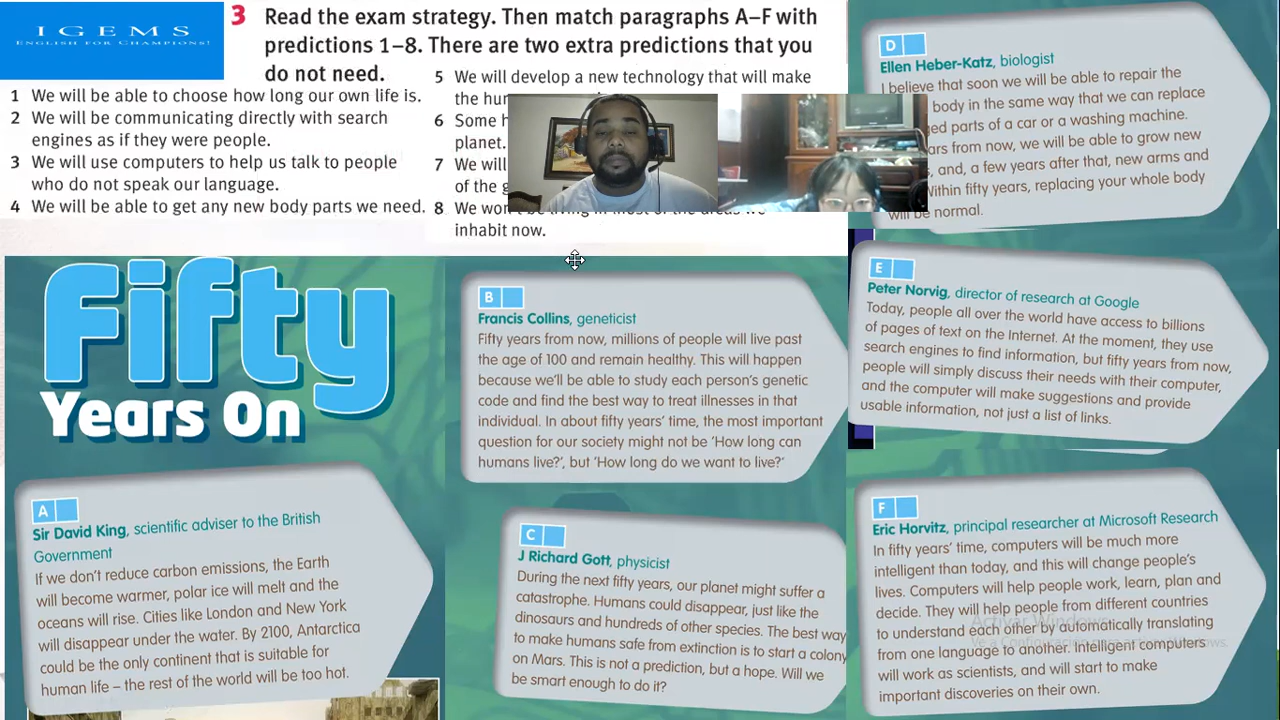 IGEMS
ENGLISH FOR CHAMPIONS!
3 Read the exam strategy. Then match paragraphs A–F with
predictions 1–8. There are two extra predictions that you
do not need.
1 We will be able to choose how long our own life is.
2 We will be communicating directly with search
engines as if they were people.
3 We will use computers to help us talk to people
who do not speak our language.
4 We will be able to get any new body parts we need.
5 We will develop a new technology that will make
the
6 Some
planet.
7 We will
of the
8 We won't be living in most of the areas we
inhabit now.
Fifty
Years On
A
Sir David King, scientific adviser to the British
Government
If we don't reduce carbon emissions, the Earth
will become warmer, polar ice will melt and the
oceans will rise. Cities like London and New York
will disappear under the water. By 2100, Antarctica
could be the only continent that is suitable for
human life – the rest of the world will be too hot.
B
Francis Collins, geneticist
Fifty years from now, millions of people will live past
the age of 100 and remain healthy. This will happen
because we'll be able to study each person's genetic
code and find the best way to treat illnesses in that
individual. In about fifty years' time, the most important
question for our society might not be 'How long can
humans live?', but 'How long do we want to live?'
C
J Richard Gott, physicist
During the next fifty years, our planet might suffer a
catastrophe. Humans could disappear, just like the
dinosaurs and hundreds of other species. The best way
to make humans safe from extinction is to start a colony
on Mars. This is not a prediction, but a hope. Will we
be smart enough to do it?
D
Ellen Heber-Katz, biologist
I believe that soon we will be able to repair the
body in the same way that we can replace
parts of a car or a washing machine.
from now, we will be able to grow new
and, a few years after that, new arms and
Within fifty years, replacing your whole body
will be normal.
E
Peter Norvig, director of research at Google
Today, people all over the world have access to billions
of pages of text on the Internet. At the moment, they use
search engines to find information, but fifty years from now,
people will simply discuss their needs with their computer,
and the computer will make suggestions and provide
usable information, not just a list of links.
F
Eric Horvitz, principal researcher at Microsoft Research
In fifty years' time, computers will be much more
intelligent than today, and this will change people's
lives. Computers will help people work, learn, plan and
decide. They will help people from different countries
to understand each other by automatically translating
from one language to another. Intelligent computers
will work as scientists, and will start to make
important discoveries on their own.
Activar Windows
Ve a Configuración para activar Windows.